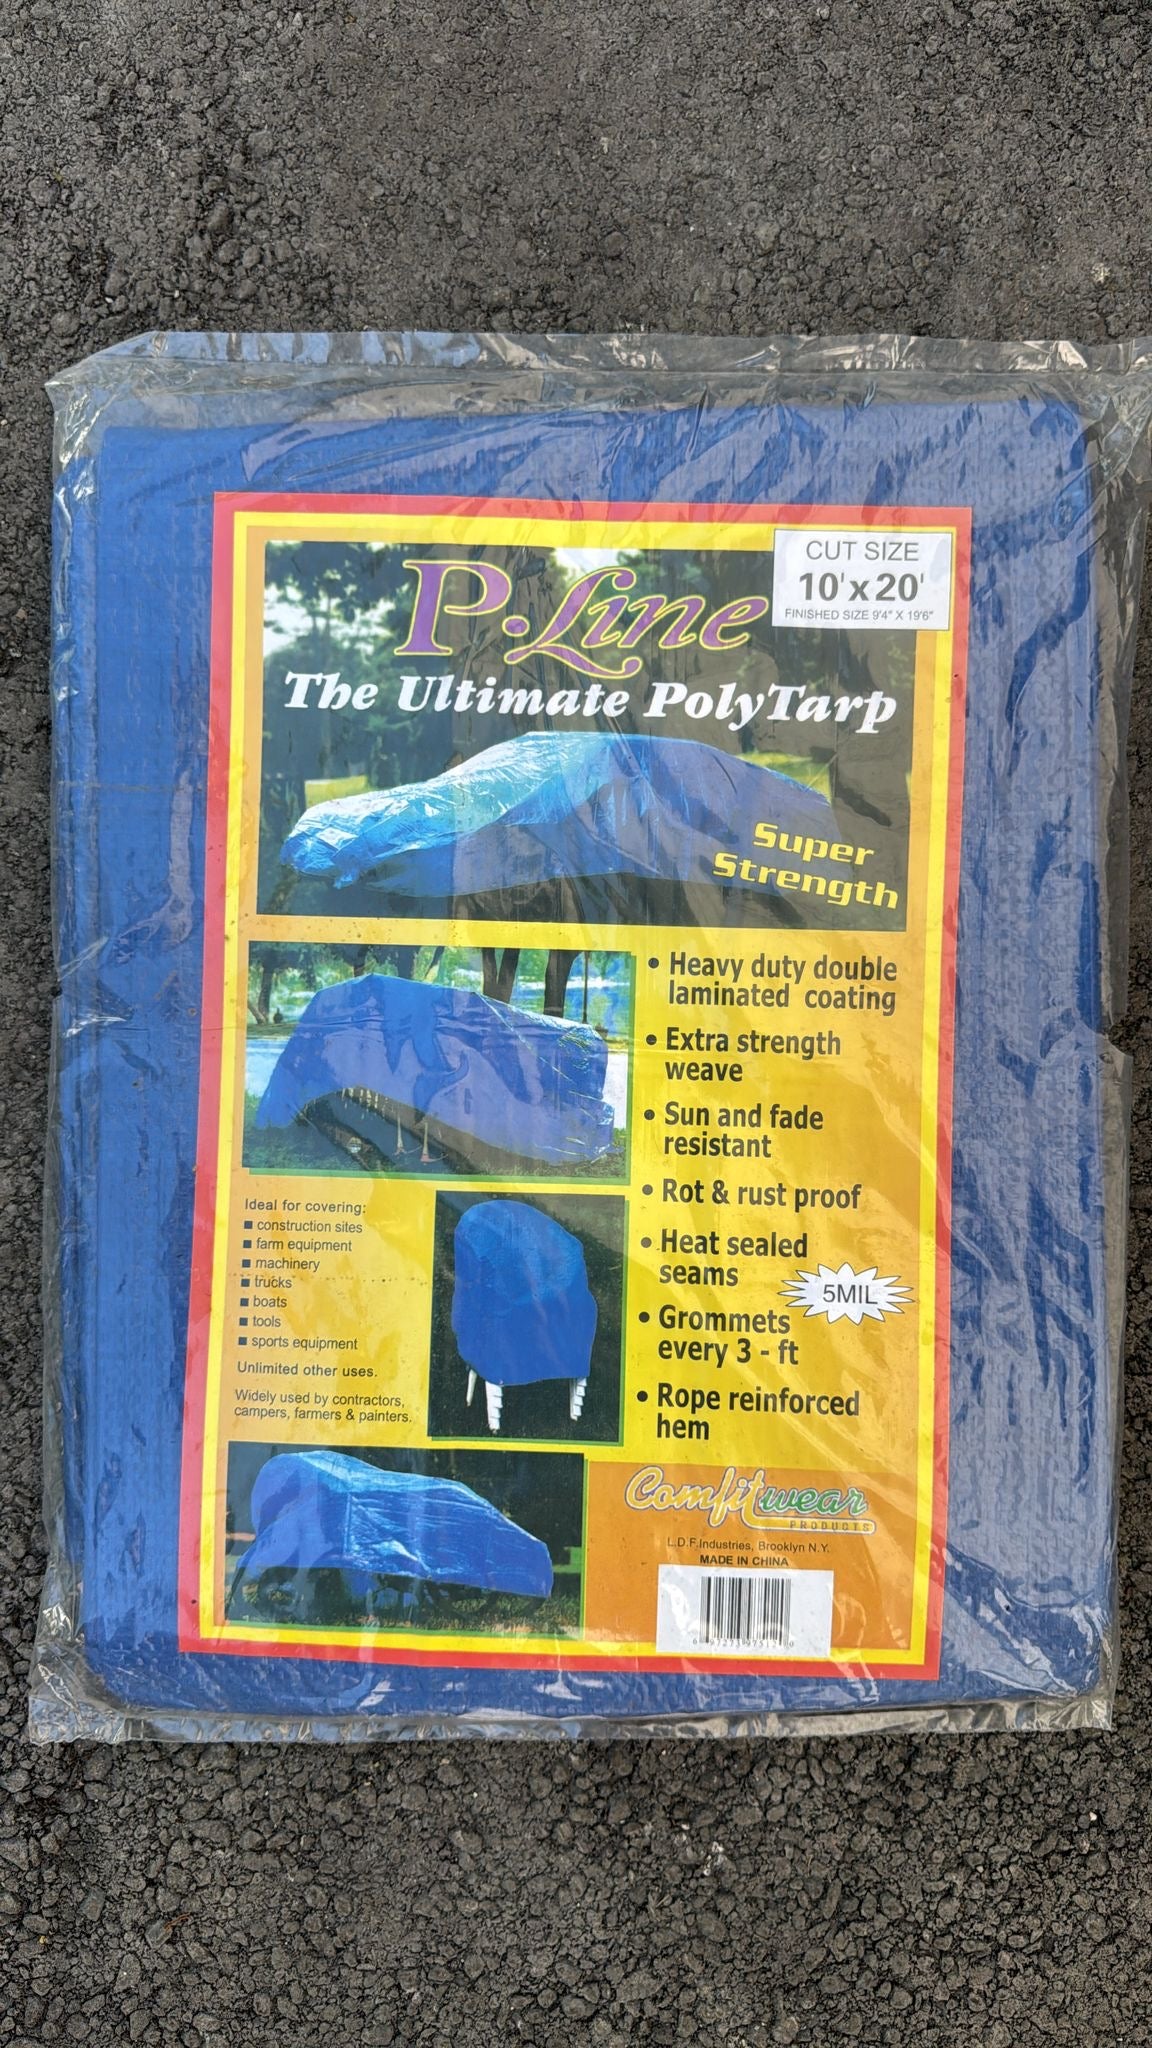 CUT SIZE
10' x 20'
FINISHED SIZE 9'4" X 19'6"
P.Line
The Ultimate PolyTarp
Super
Strength
• Heavy duty double
laminated coating
• Extra strength
weave
• Sun and fade
resistant
• Rot & rust proof
• Heat sealed
seams
5MIL
• Grommets
every 3 - ft
• Rope reinforced
hem
Ideal for covering:
■ construction sites
■ farm equipment
■ machinery
■ trucks
■ boats
■ tools
■ sports equipment
Unlimited other uses.
Widely used by contractors,
campers, farmers & painters.
Comfitwear
PRODUCTS
L.D.F. Industries, Brooklyn N.Y.
MADE IN CHINA